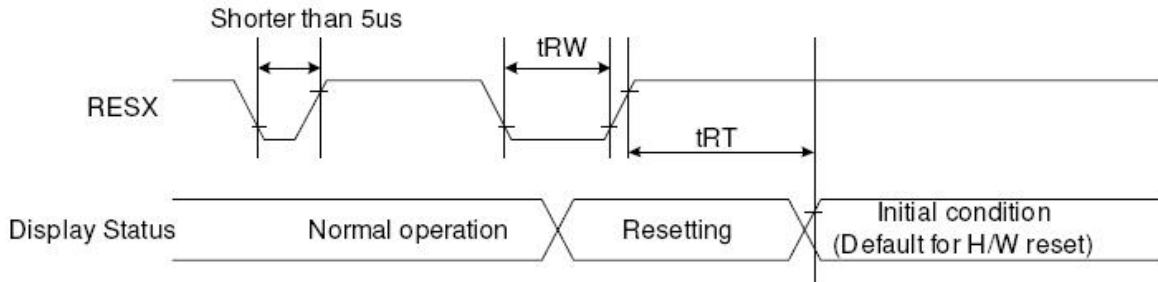 Shorter than 5us
tRW
RESX
tRT
Display Status
Normal operation
Resetting
Initial condition
(Default for H/W reset)